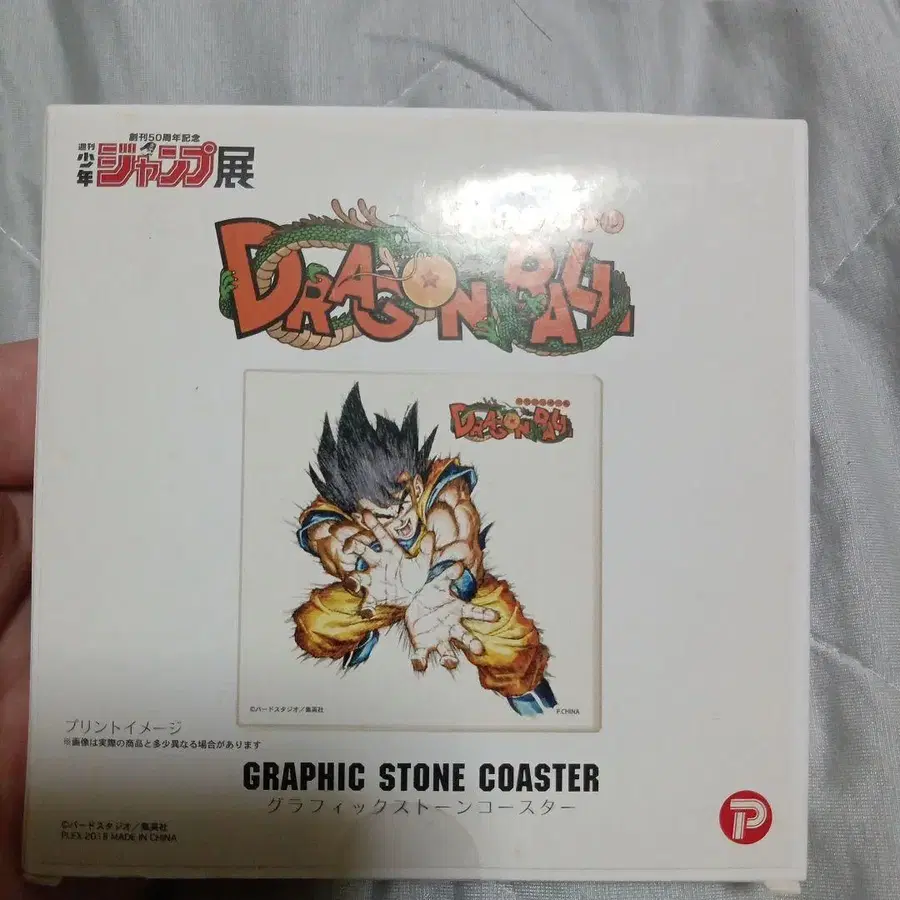 創刊50周年記念
週刊少年ジャンプ展
DRAGON BALL
DRAGON BALL
©バードスタジオ/集英社
F.CHINA
プリントイメージ
※画像は実際の商品と多少異なる場合があります
GRAPHIC STONE COASTER
グラフィックストーンコースター
©バードスタジオ/集英社
PLEX 2018 MADE IN CHINA
P